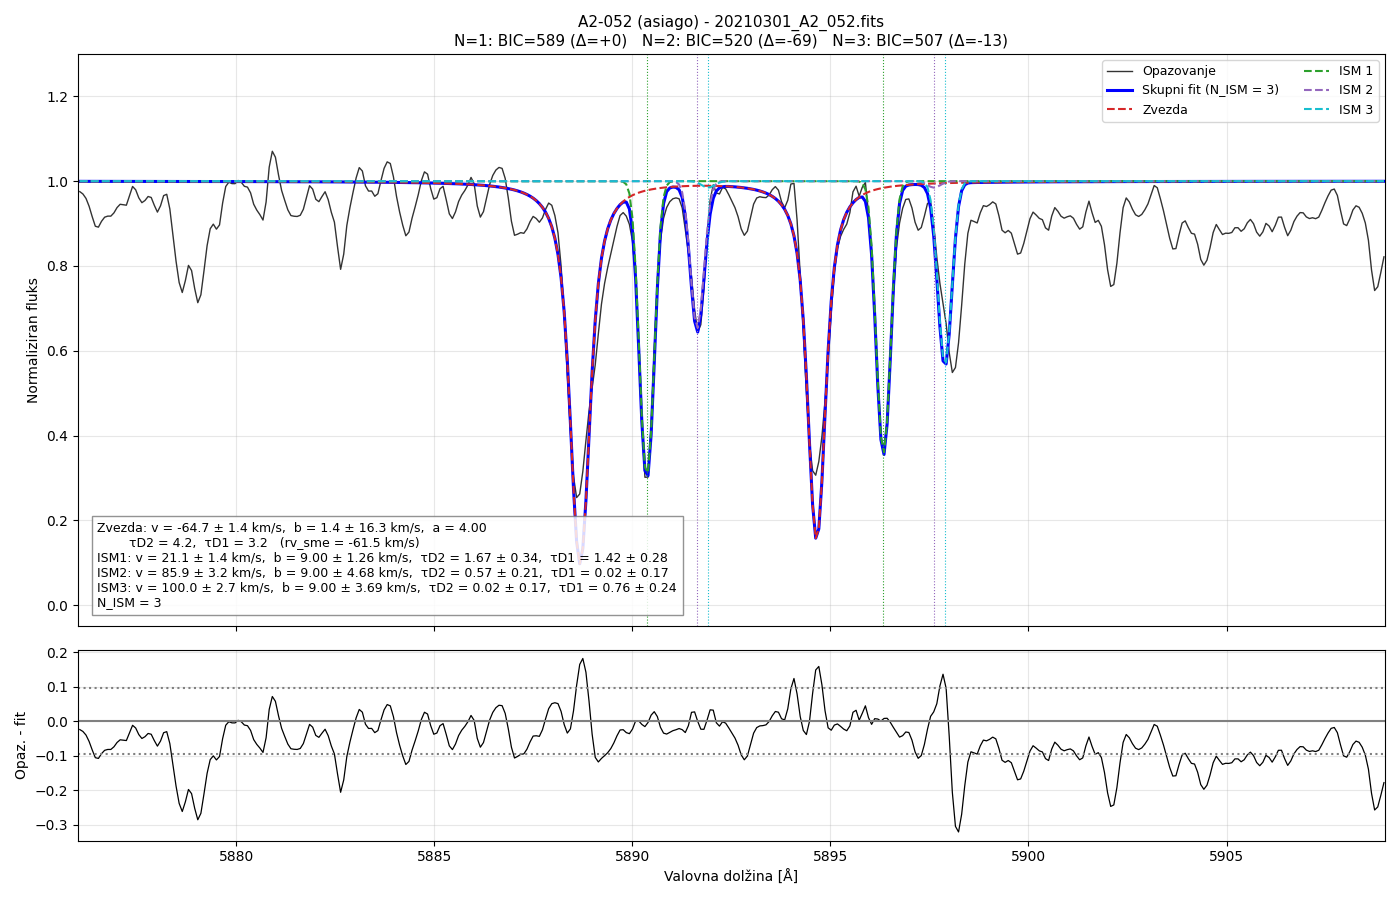 A2-052 (asiago) - 20210301_A2_052.fits
N=1: BIC=589 (Δ=+0)   N=2: BIC=520 (Δ=-69)   N=3: BIC=507 (Δ=-13)
Normaliziran fluks
1.2
1.0
0.8
0.6
0.4
0.2
0.0
Opazovanje
Skupni fit (N_ISM = 3)
Zvezda
ISM 1
ISM 2
ISM 3
Zvezda: v = -64.7 ± 1.4 km/s,  b = 1.4 ± 16.3 km/s,  a = 4.00
τD2 = 4.2,  τD1 = 3.2   (rv_sme = -61.5 km/s)
ISM1: v = 21.1 ± 1.4 km/s,  b = 9.00 ± 1.26 km/s,  τD2 = 1.67 ± 0.34,  τD1 = 1.42 ± 0.28
ISM2: v = 85.9 ± 3.2 km/s,  b = 9.00 ± 4.68 km/s,  τD2 = 0.57 ± 0.21,  τD1 = 0.02 ± 0.17
ISM3: v = 100.0 ± 2.7 km/s,  b = 9.00 ± 3.69 km/s,  τD2 = 0.02 ± 0.17,  τD1 = 0.76 ± 0.24
N_ISM = 3
Opaz. - fit
0.2
0.1
0.0
−0.1
−0.2
−0.3
5880
5885
5890
5895
5900
5905
Valovna dolžina [Å]